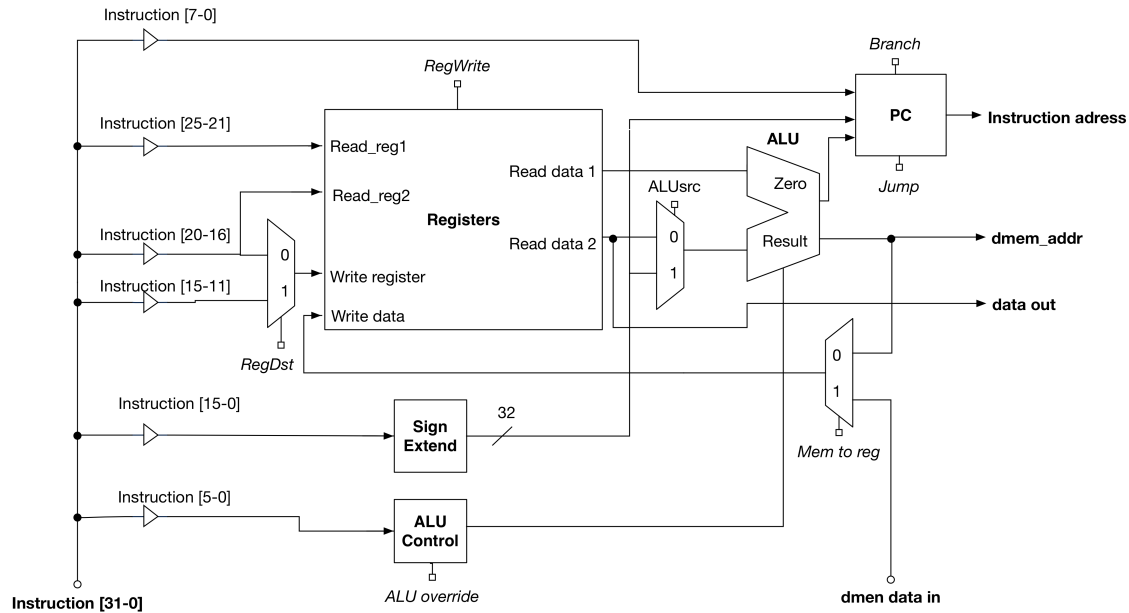 Instruction [7-0]
Branch
RegWrite
PC
Instruction adress
Instruction [25-21]
ALU
Read_reg1
Read data 1
Zero
Jump
ALUsrc
Read_reg2
Registers
Instruction [20-16]
0
Read data 2
0
Result
dmem_addr
Write register
1
Instruction [15-11]
1
data out
Write data
RegDst
0
1
Instruction [15-0]
32
Sign
Extend
Mem to reg
Instruction [5-0]
ALU
Control
ALU override
dmen data in
Instruction [31-0]